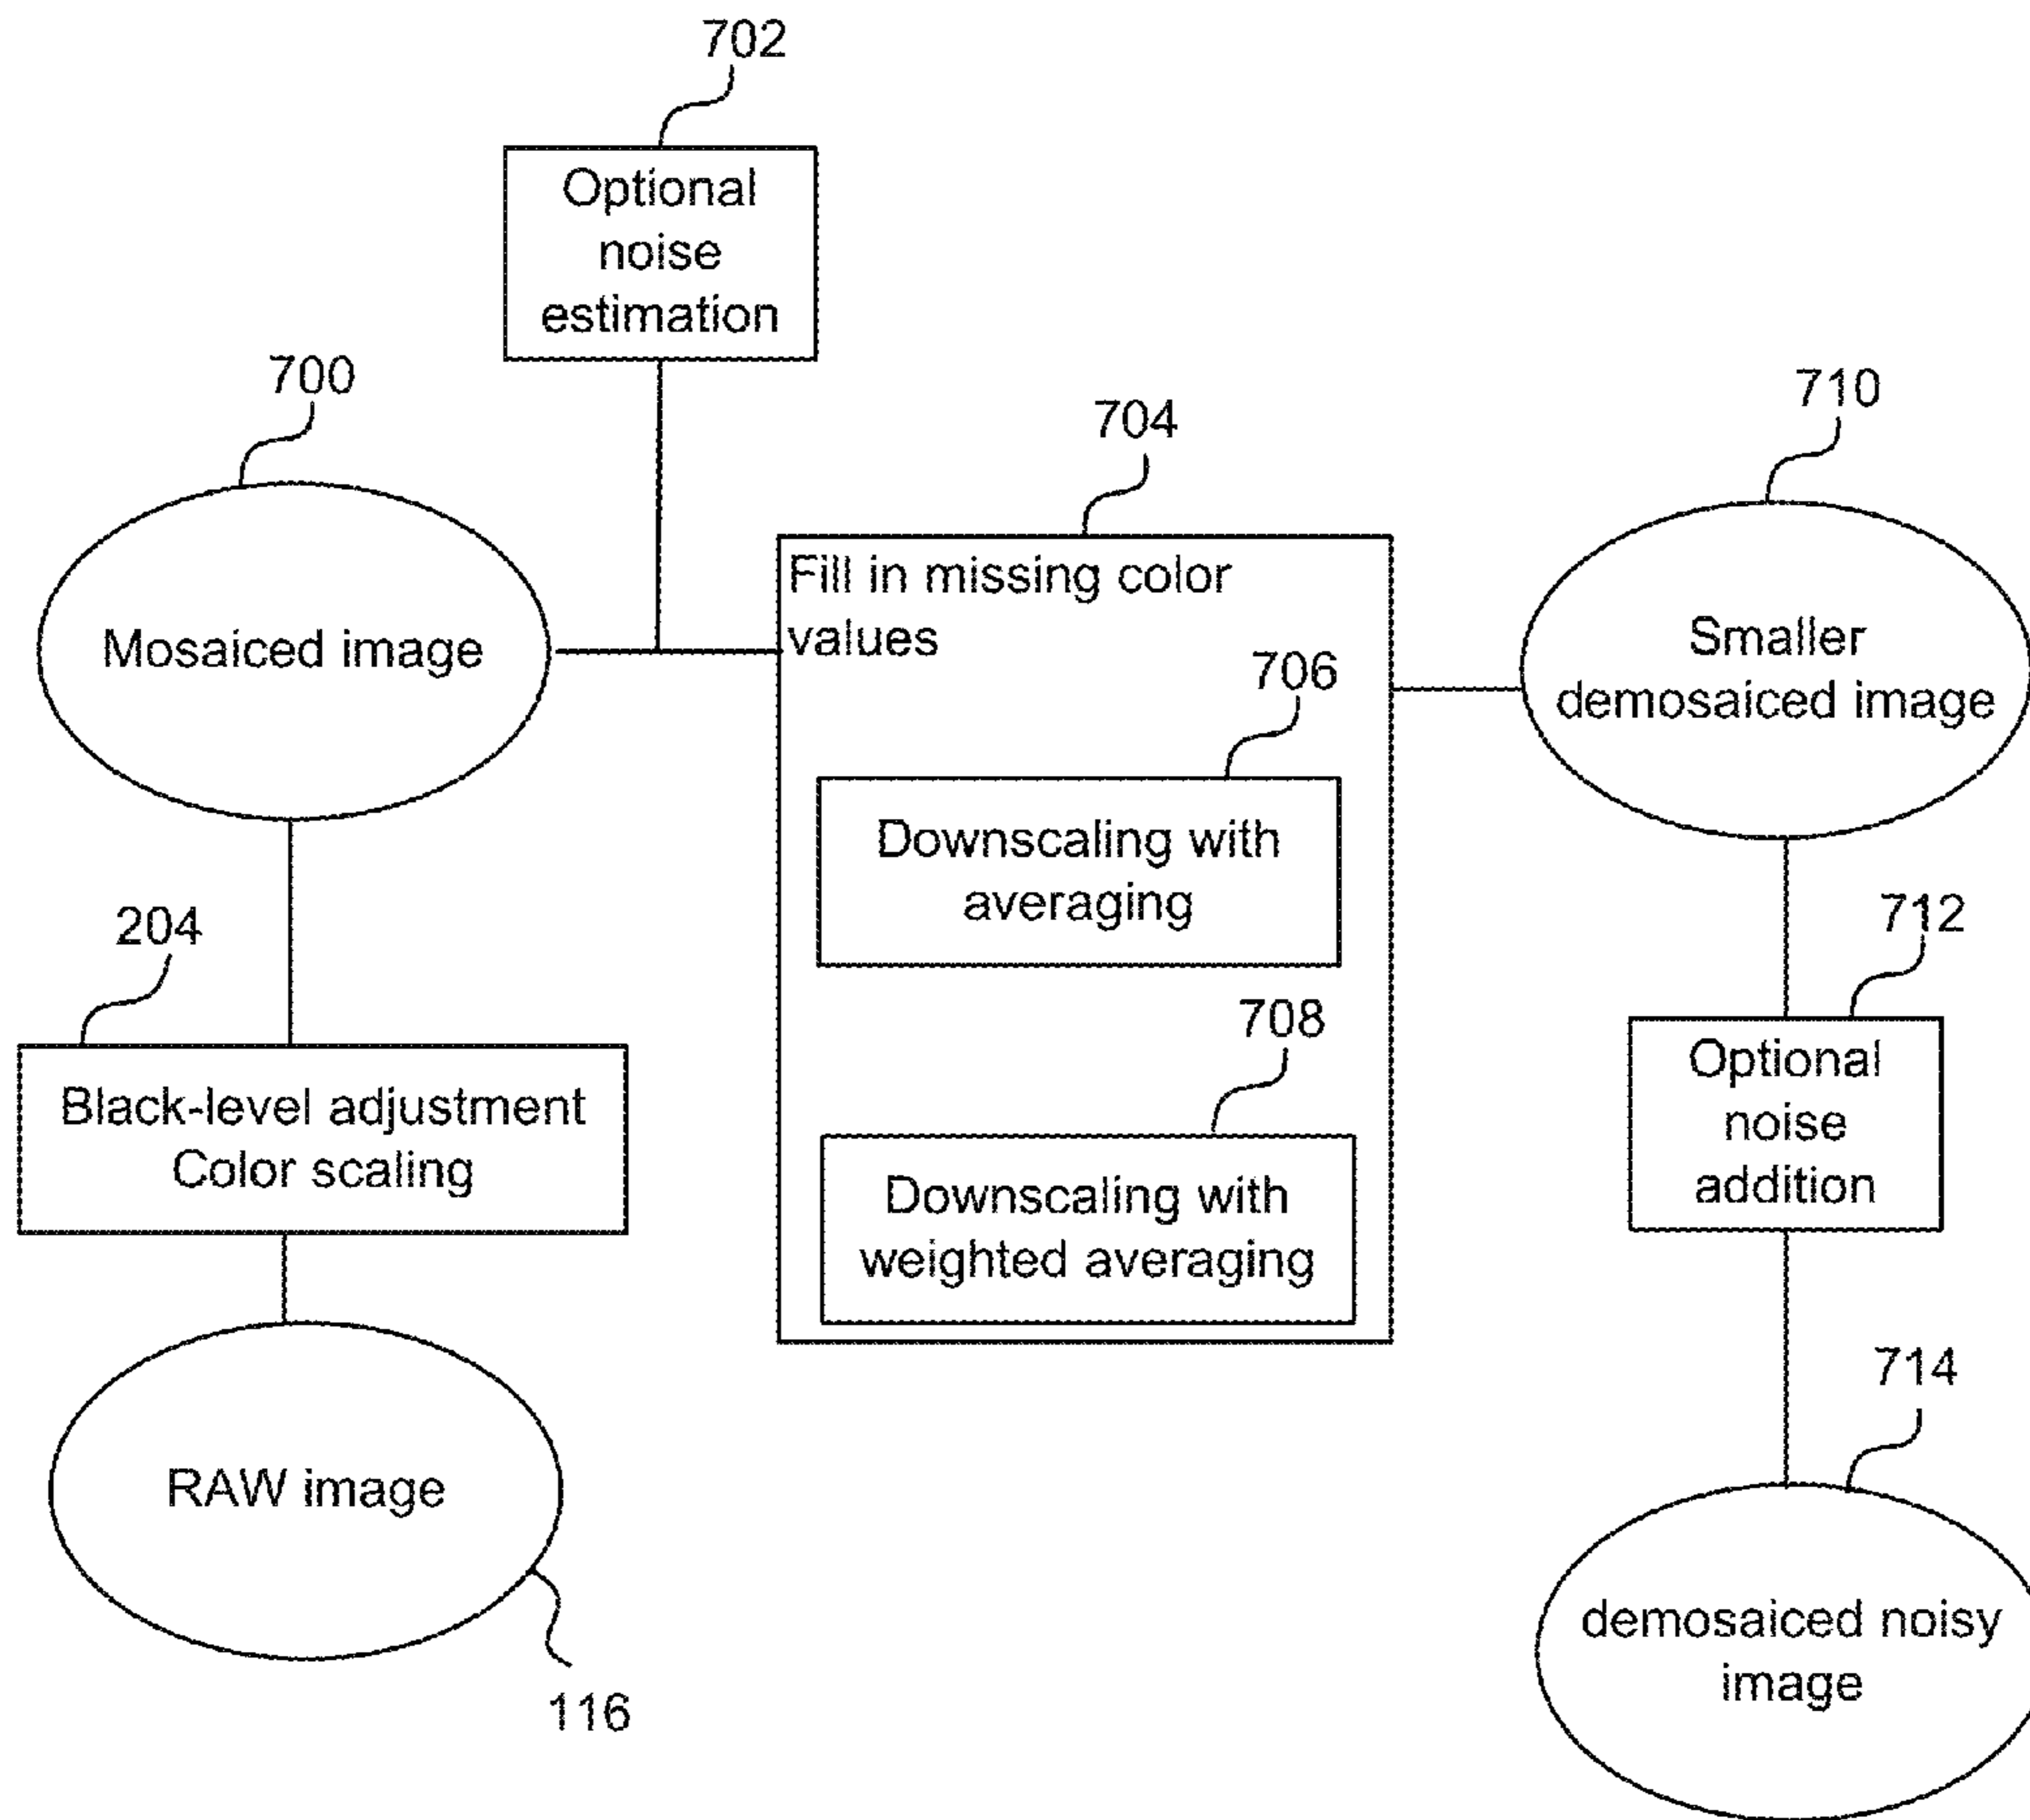 702
Optional
noise
estimation
700
Mosaiced image
704
Fill in missing color
values
706
Downscaling with
averaging
708
Downscaling with
weighted averaging
710
Smaller
demosaiced image
204
Black-level adjustment
Color scaling
RAW image
116
712
Optional
noise
addition
714
demosaiced noisy
image